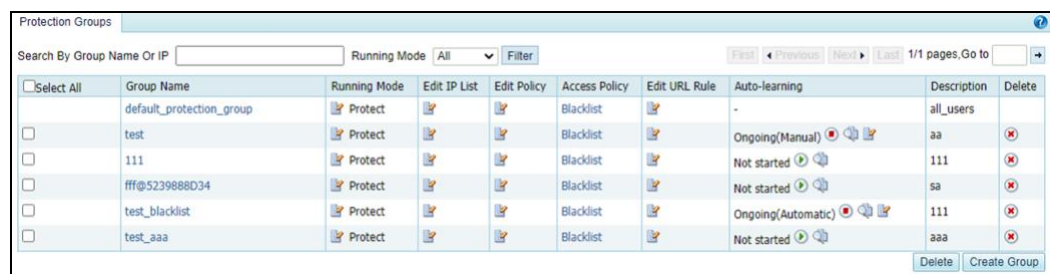 Protection Groups
Search By Group Name Or IP Running Mode All Filter First Previous Next Last 1/1 pages,Go to
Select All Group Name Running Mode Edit IP List Edit Policy Access Policy Edit URL Rule Auto-learning Description Delete
default_protection_group Protect Blacklist - all_users
test Protect Blacklist Ongoing(Manual) aa
111 Protect Blacklist Not started 111
fff@5239888D34 Protect Blacklist Not started sa
test_blacklist Protect Blacklist Ongoing(Automatic) 111
test_aaa Protect Blacklist Not started aaa
Delete Create Group